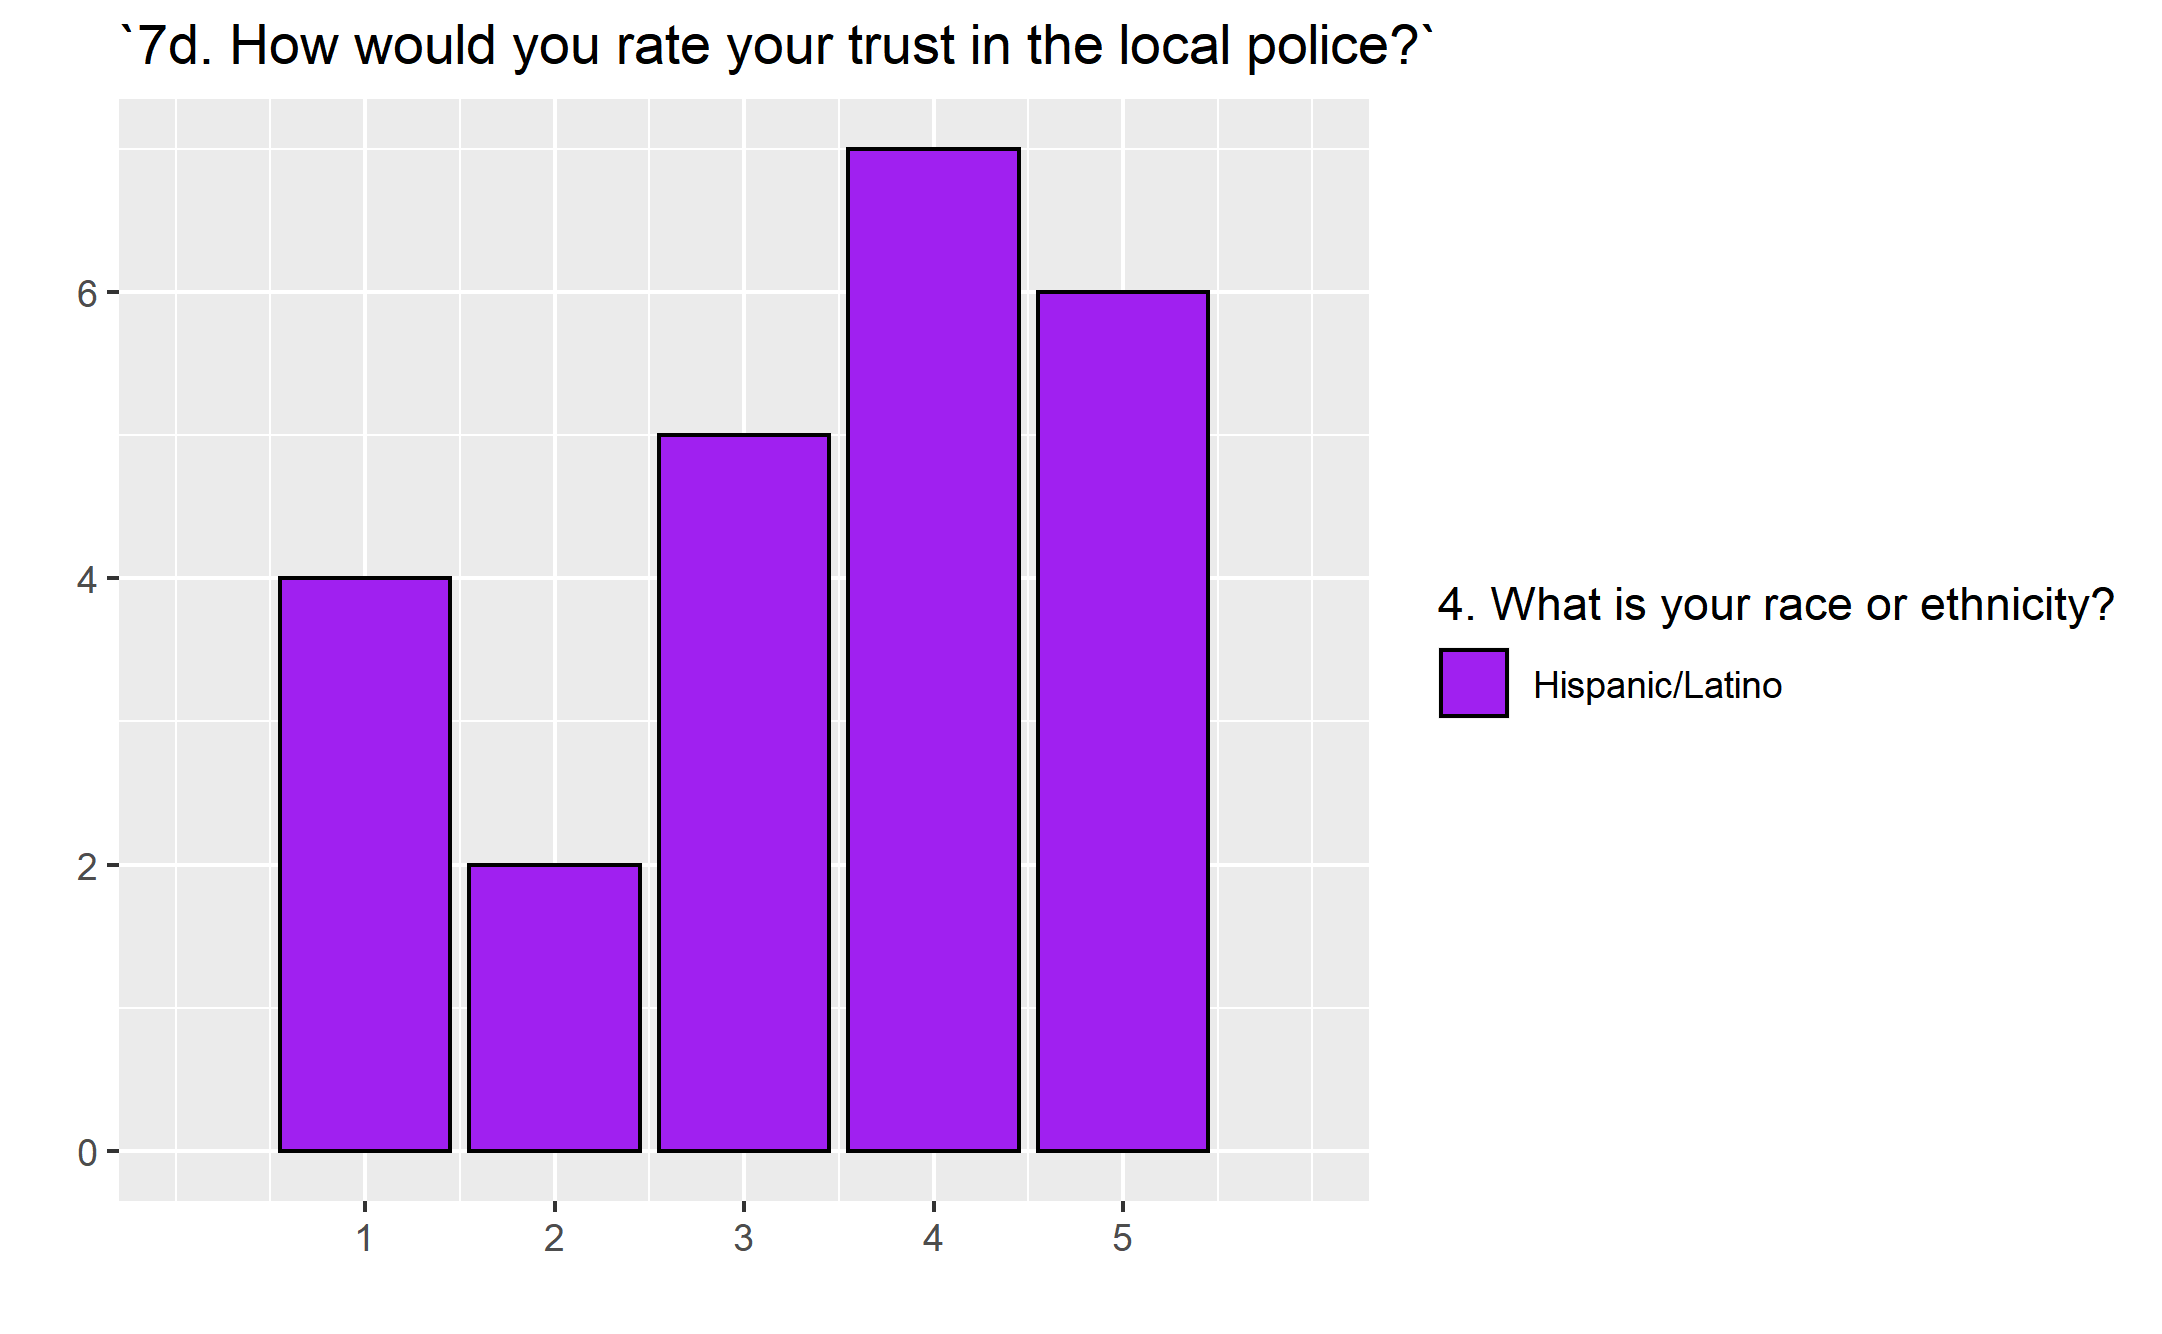 `7d. How would you rate your trust in the local police?`
6
4
2
0
1 2 3 4 5
4. What is your race or ethnicity?
Hispanic/Latino